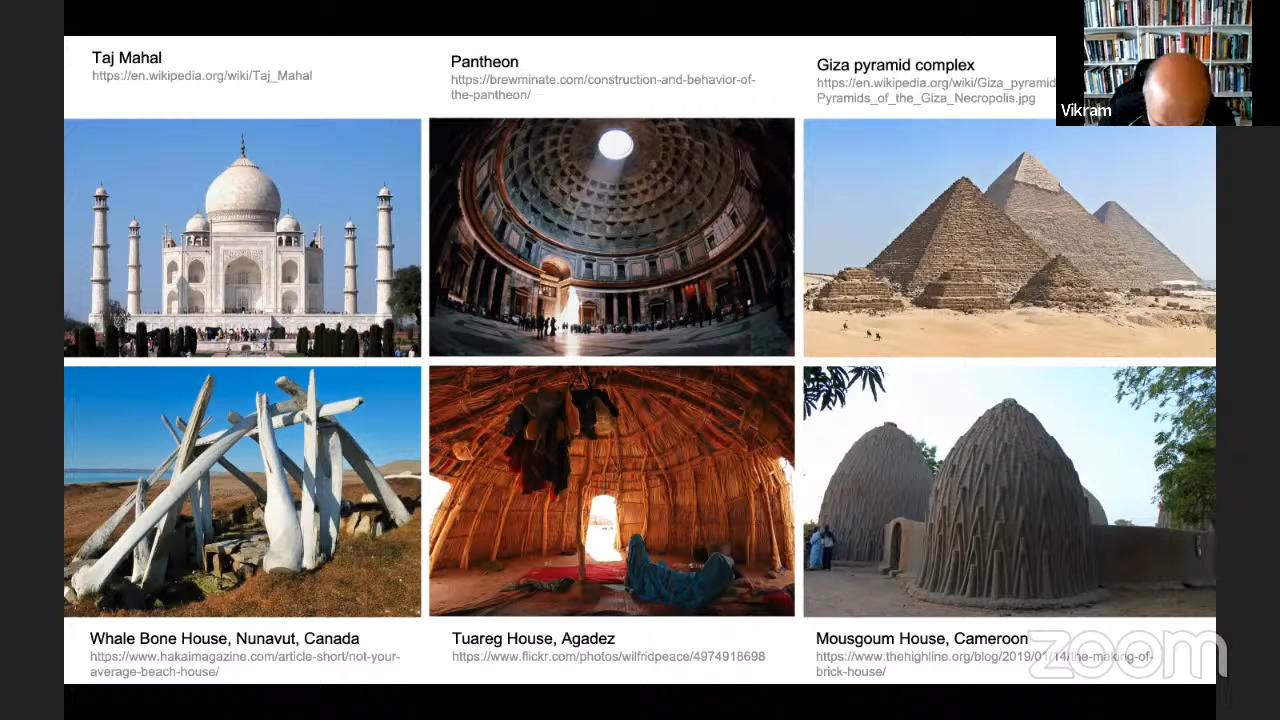 Taj Mahal
https://en.wikipedia.org/wiki/Taj_Mahal
Pantheon
https://brewminate.com/construction-and-behavior-of-
the-pantheon/
Giza pyramid complex
https://en.wikipedia.org/wiki/Giza_pyramid
Pyramids_of_the_Giza_Necropolis.jpg
Vikram
Whale Bone House, Nunavut, Canada
https://www.hakaimagazine.com/article-short/not-your-
average-beach-house/
Tuareg House, Agadez
https://www.flickr.com/photos/wilfridpeace/4974918698
Mousgoum House, Cameroon
https://www.thehighline.org/blog/2019/01/14/the-making-of-
brick-house/
zoom